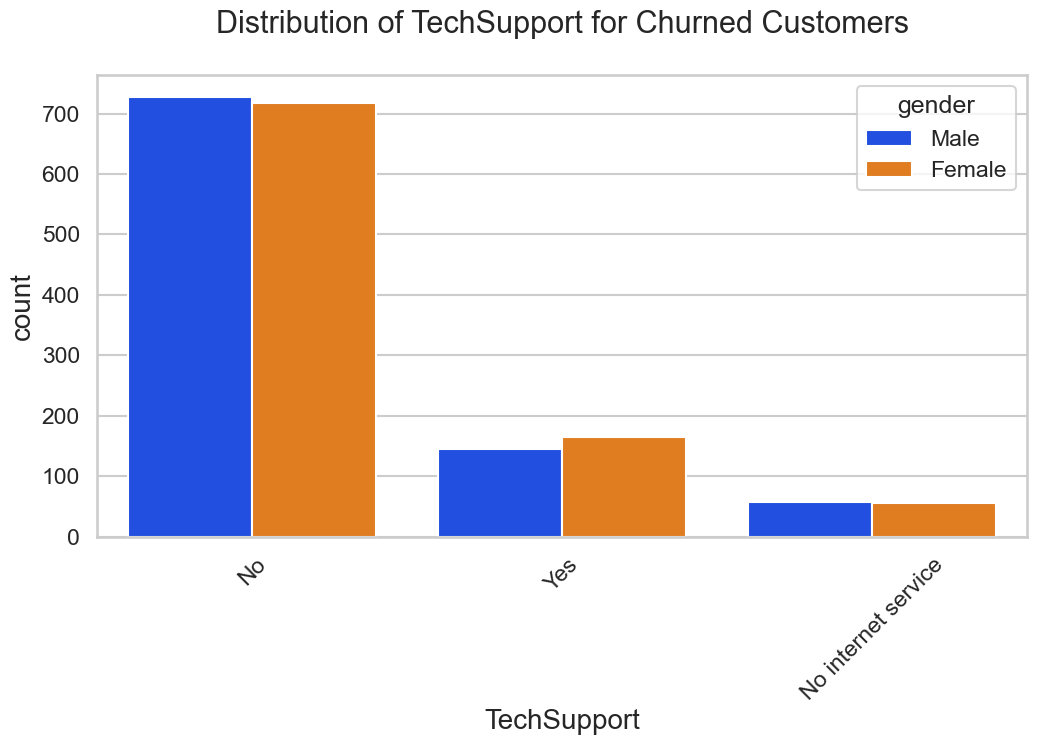 Distribution of TechSupport for Churned Customers
gender
Male
Female
700
600
500
400
300
200
100
0
count
No
Yes
No internet service
TechSupport